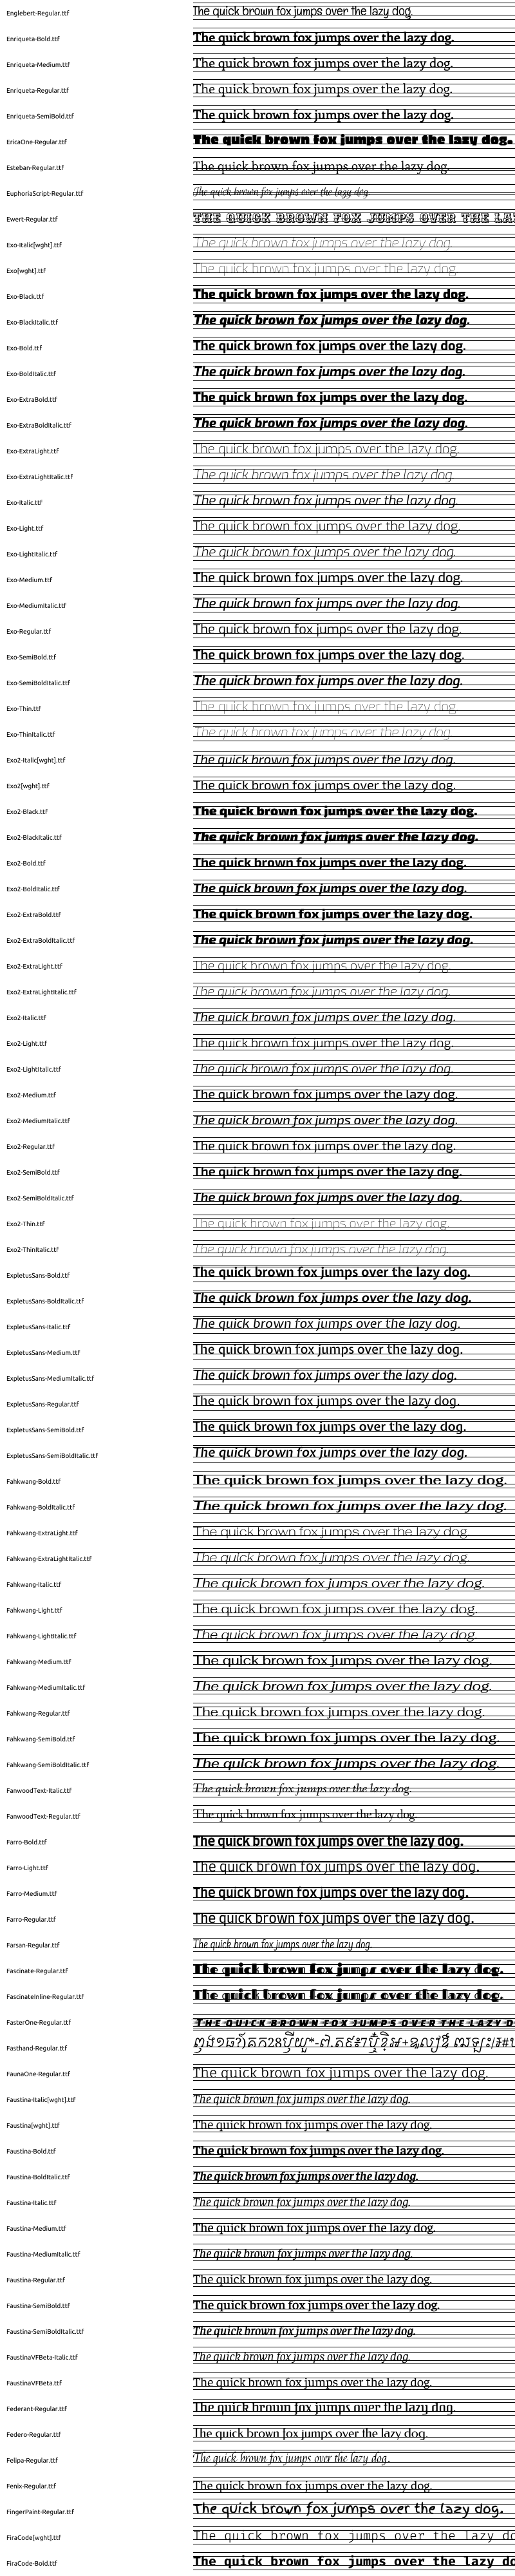 Englebert-Regular.ttf The quick brown fox jumps over the lazy dog.
Enriqueta-Bold.ttf The quick brown fox jumps over the lazy dog.
Enriqueta-Medium.ttf The quick brown fox jumps over the lazy dog.
Enriqueta-Regular.ttf The quick brown fox jumps over the lazy dog.
Enriqueta-SemiBold.ttf The quick brown fox jumps over the lazy dog.
EricaOne-Regular.ttf The quick brown fox jumps over the lazy dog.
Esteban-Regular.ttf The quick brown fox jumps over the lazy dog.
EuphoriaScript-Regular.ttf The quick brown fox jumps over the lazy dog.
Ewert-Regular.ttf THE QUICK BROWN FOX JUMPS OVER THE LA
Exo-Italic[wght].ttf The quick brown fox jumps over the lazy dog.
Exo[wght].ttf The quick brown fox jumps over the lazy dog.
Exo-Black.ttf The quick brown fox jumps over the lazy dog.
Exo-BlackItalic.ttf The quick brown fox jumps over the lazy dog.
Exo-Bold.ttf The quick brown fox jumps over the lazy dog.
Exo-BoldItalic.ttf The quick brown fox jumps over the lazy dog.
Exo-ExtraBold.ttf The quick brown fox jumps over the lazy dog.
Exo-ExtraBoldItalic.ttf The quick brown fox jumps over the lazy dog.
Exo-ExtraLight.ttf The quick brown fox jumps over the lazy dog.
Exo-ExtraLightItalic.ttf The quick brown fox jumps over the lazy dog.
Exo-Italic.ttf The quick brown fox jumps over the lazy dog.
Exo-Light.ttf The quick brown fox jumps over the lazy dog.
Exo-LightItalic.ttf The quick brown fox jumps over the lazy dog.
Exo-Medium.ttf The quick brown fox jumps over the lazy dog.
Exo-MediumItalic.ttf The quick brown fox jumps over the lazy dog.
Exo-Regular.ttf The quick brown fox jumps over the lazy dog.
Exo-SemiBold.ttf The quick brown fox jumps over the lazy dog.
Exo-SemiBoldItalic.ttf The quick brown fox jumps over the lazy dog.
Exo-Thin.ttf The quick brown fox jumps over the lazy dog.
Exo-ThinItalic.ttf The quick brown fox jumps over the lazy dog.
Exo2-Italic[wght].ttf The quick brown fox jumps over the lazy dog.
Exo2[wght].ttf The quick brown fox jumps over the lazy dog.
Exo2-Black.ttf The quick brown fox jumps over the lazy dog.
Exo2-BlackItalic.ttf The quick brown fox jumps over the lazy dog.
Exo2-Bold.ttf The quick brown fox jumps over the lazy dog.
Exo2-BoldItalic.ttf The quick brown fox jumps over the lazy dog.
Exo2-ExtraBold.ttf The quick brown fox jumps over the lazy dog.
Exo2-ExtraBoldItalic.ttf The quick brown fox jumps over the lazy dog.
Exo2-ExtraLight.ttf The quick brown fox jumps over the lazy dog.
Exo2-ExtraLightItalic.ttf The quick brown fox jumps over the lazy dog.
Exo2-Italic.ttf The quick brown fox jumps over the lazy dog.
Exo2-Light.ttf The quick brown fox jumps over the lazy dog.
Exo2-LightItalic.ttf The quick brown fox jumps over the lazy dog.
Exo2-Medium.ttf The quick brown fox jumps over the lazy dog.
Exo2-MediumItalic.ttf The quick brown fox jumps over the lazy dog.
Exo2-Regular.ttf The quick brown fox jumps over the lazy dog.
Exo2-SemiBold.ttf The quick brown fox jumps over the lazy dog.
Exo2-SemiBoldItalic.ttf The quick brown fox jumps over the lazy dog.
Exo2-Thin.ttf The quick brown fox jumps over the lazy dog.
Exo2-ThinItalic.ttf The quick brown fox jumps over the lazy dog.
ExpletusSans-Bold.ttf The quick brown fox jumps over the lazy dog.
ExpletusSans-BoldItalic.ttf The quick brown fox jumps over the lazy dog.
ExpletusSans-Italic.ttf The quick brown fox jumps over the lazy dog.
ExpletusSans-Medium.ttf The quick brown fox jumps over the lazy dog.
ExpletusSans-MediumItalic.ttf The quick brown fox jumps over the lazy dog.
ExpletusSans-Regular.ttf The quick brown fox jumps over the lazy dog.
ExpletusSans-SemiBold.ttf The quick brown fox jumps over the lazy dog.
ExpletusSans-SemiBoldItalic.ttf The quick brown fox jumps over the lazy dog.
Fahkwang-Bold.ttf The quick brown fox jumps over the lazy dog.
Fahkwang-BoldItalic.ttf The quick brown fox jumps over the lazy dog.
Fahkwang-ExtraLight.ttf The quick brown fox jumps over the lazy dog.
Fahkwang-ExtraLightItalic.ttf The quick brown fox jumps over the lazy dog.
Fahkwang-Italic.ttf The quick brown fox jumps over the lazy dog.
Fahkwang-Light.ttf The quick brown fox jumps over the lazy dog.
Fahkwang-LightItalic.ttf The quick brown fox jumps over the lazy dog.
Fahkwang-Medium.ttf The quick brown fox jumps over the lazy dog.
Fahkwang-MediumItalic.ttf The quick brown fox jumps over the lazy dog.
Fahkwang-Regular.ttf The quick brown fox jumps over the lazy dog.
Fahkwang-SemiBold.ttf The quick brown fox jumps over the lazy dog.
Fahkwang-SemiBoldItalic.ttf The quick brown fox jumps over the lazy dog.
FanwoodText-Italic.ttf The quick brown fox jumps over the lazy dog.
FanwoodText-Regular.ttf The quick brown fox jumps over the lazy dog.
Farro-Bold.ttf The quick brown fox jumps over the lazy dog.
Farro-Light.ttf The quick brown fox jumps over the lazy dog.
Farro-Medium.ttf The quick brown fox jumps over the lazy dog.
Farro-Regular.ttf The quick brown fox jumps over the lazy dog.
Farsan-Regular.ttf The quick brown fox jumps over the lazy dog.
Fascinate-Regular.ttf The quick brown fox jumps over the lazy dog.
FascinateInline-Regular.ttf The quick brown fox jumps over the lazy dog.
FasterOne-Regular.ttf THE QUICK BROWN FOX JUMPS OVER THE LAZY D
Fasthand-Regular.ttf
FaunaOne-Regular.ttf The quick brown fox jumps over the lazy dog.
Faustina-Italic[wght].ttf The quick brown fox jumps over the lazy dog.
Faustina[wght].ttf The quick brown fox jumps over the lazy dog.
Faustina-Bold.ttf The quick brown fox jumps over the lazy dog.
Faustina-BoldItalic.ttf The quick brown fox jumps over the lazy dog.
Faustina-Italic.ttf The quick brown fox jumps over the lazy dog.
Faustina-Medium.ttf The quick brown fox jumps over the lazy dog.
Faustina-MediumItalic.ttf The quick brown fox jumps over the lazy dog.
Faustina-Regular.ttf The quick brown fox jumps over the lazy dog.
Faustina-SemiBold.ttf The quick brown fox jumps over the lazy dog.
Faustina-SemiBoldItalic.ttf The quick brown fox jumps over the lazy dog.
FaustinaVFBeta-Italic.ttf The quick brown fox jumps over the lazy dog.
FaustinaVFBeta.ttf The quick brown fox jumps over the lazy dog.
Federant-Regular.ttf The quick brown fox jumps over the lazy dog.
Federo-Regular.ttf The quick brown fox jumps over the lazy dog.
Felipa-Regular.ttf The quick brown fox jumps over the lazy dog.
Fenix-Regular.ttf The quick brown fox jumps over the lazy dog.
FingerPaint-Regular.ttf The quick brown fox jumps over the lazy dog.
FiraCode[wght].ttf The quick brown fox jumps over the lazy do
FiraCode-Bold.ttf The quick brown fox jumps over the lazy do